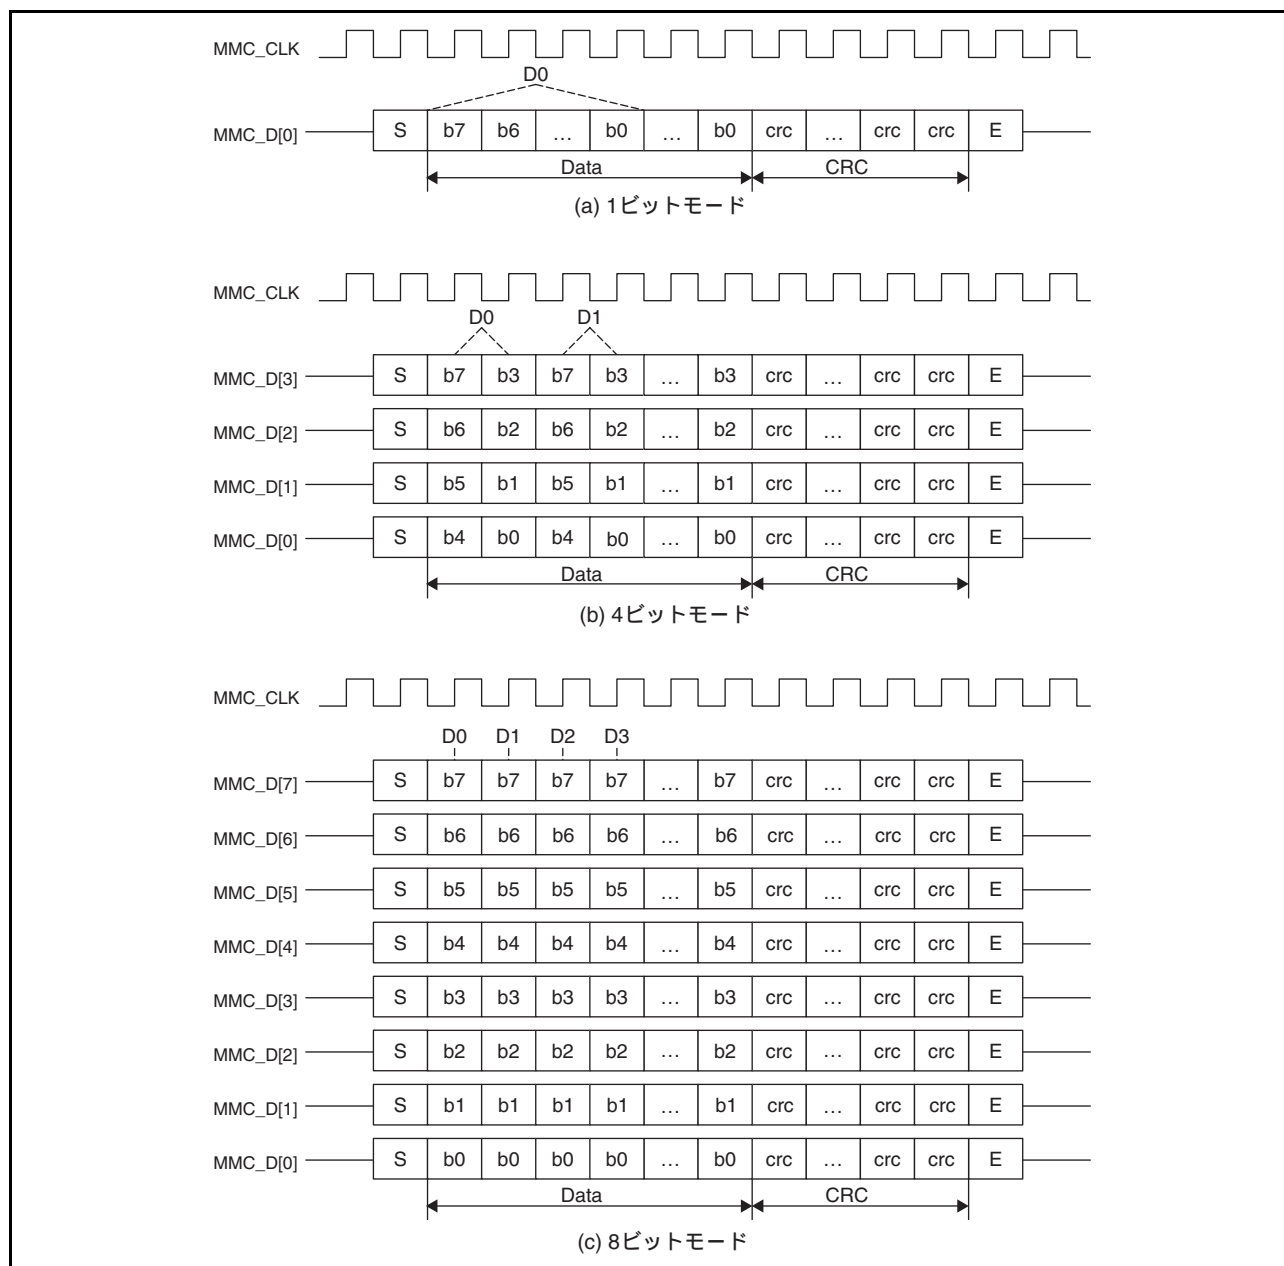 MMC_CLK
D0
MMC_D[0] S b7 b6 … b0 … b0 crc … crc crc E
Data CRC
(a) 1ビットモード
MMC_CLK
D0 D1
MMC_D[3] S b7 b3 b7 b3 … b3 crc … crc crc E
MMC_D[2] S b6 b2 b6 b2 … b2 crc … crc crc E
MMC_D[1] S b5 b1 b5 b1 … b1 crc … crc crc E
MMC_D[0] S b4 b0 b4 b0 … b0 crc … crc crc E
Data CRC
(b) 4ビットモード
MMC_CLK
D0 D1 D2 D3
MMC_D[7] S b7 b7 b7 b7 … b7 crc … crc crc E
MMC_D[6] S b6 b6 b6 b6 … b6 crc … crc crc E
MMC_D[5] S b5 b5 b5 b5 … b5 crc … crc crc E
MMC_D[4] S b4 b4 b4 b4 … b4 crc … crc crc E
MMC_D[3] S b3 b3 b3 b3 … b3 crc … crc crc E
MMC_D[2] S b2 b2 b2 b2 … b2 crc … crc crc E
MMC_D[1] S b1 b1 b1 b1 … b1 crc … crc crc E
MMC_D[0] S b0 b0 b0 b0 … b0 crc … crc crc E
Data CRC
(c) 8ビットモード